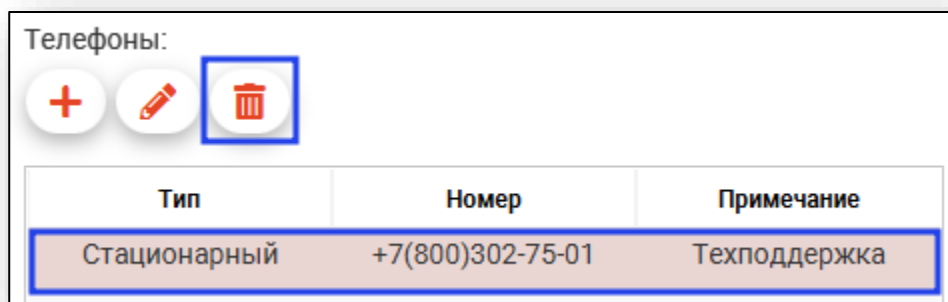 Телефоны:
Тип Номер Примечание
Стационарный +7(800)302-75-01 Техподдержка